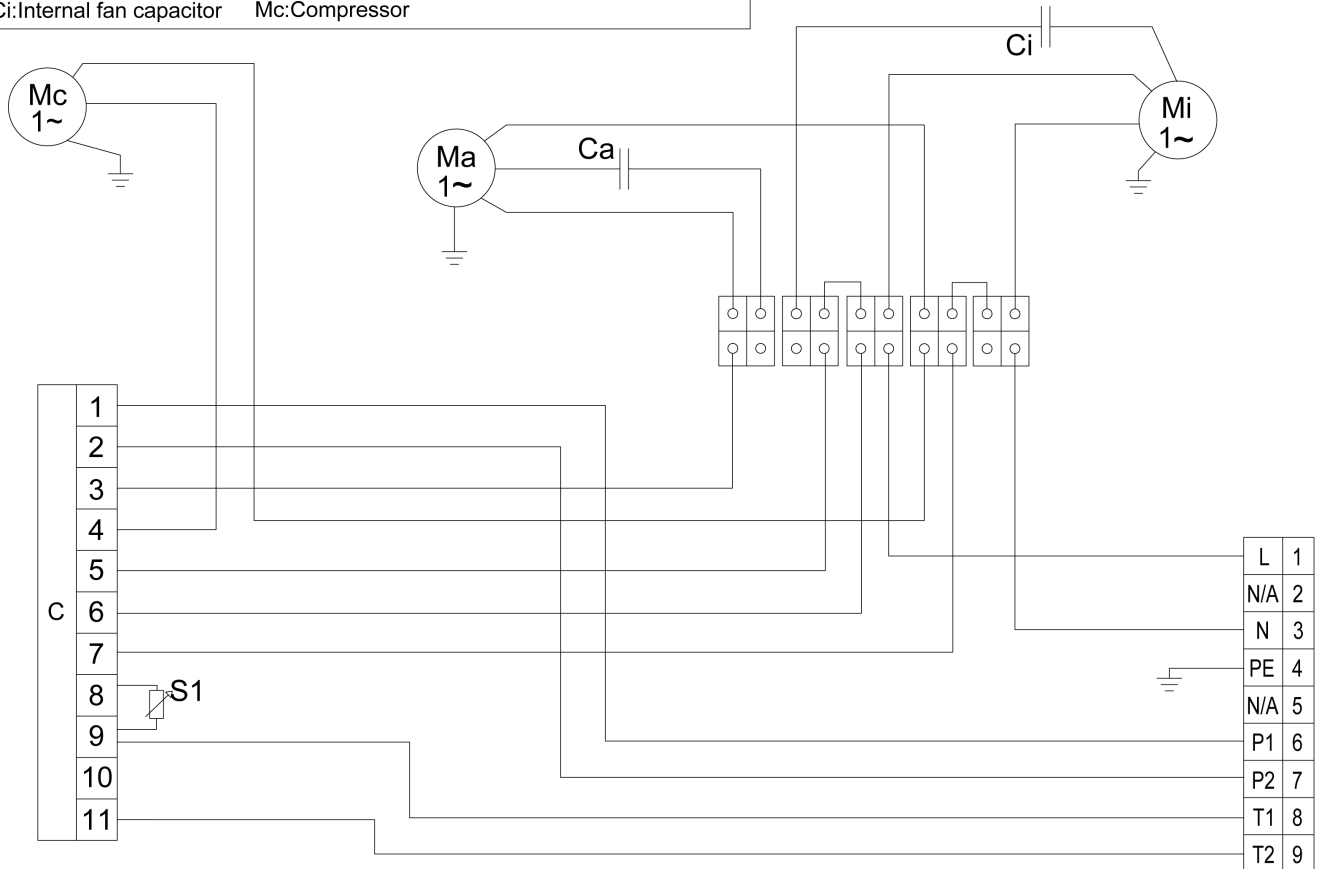 Ci:Internal fan capacitor Mc:Compressor
Ci
Mc
1~
Mi
1~
Ma
1~
Ca
C
1
2
3
4
5
6
7
8
9
10
11
S1
L 1
N/A 2
N 3
PE 4
N/A 5
P1 6
P2 7
T1 8
T2 9